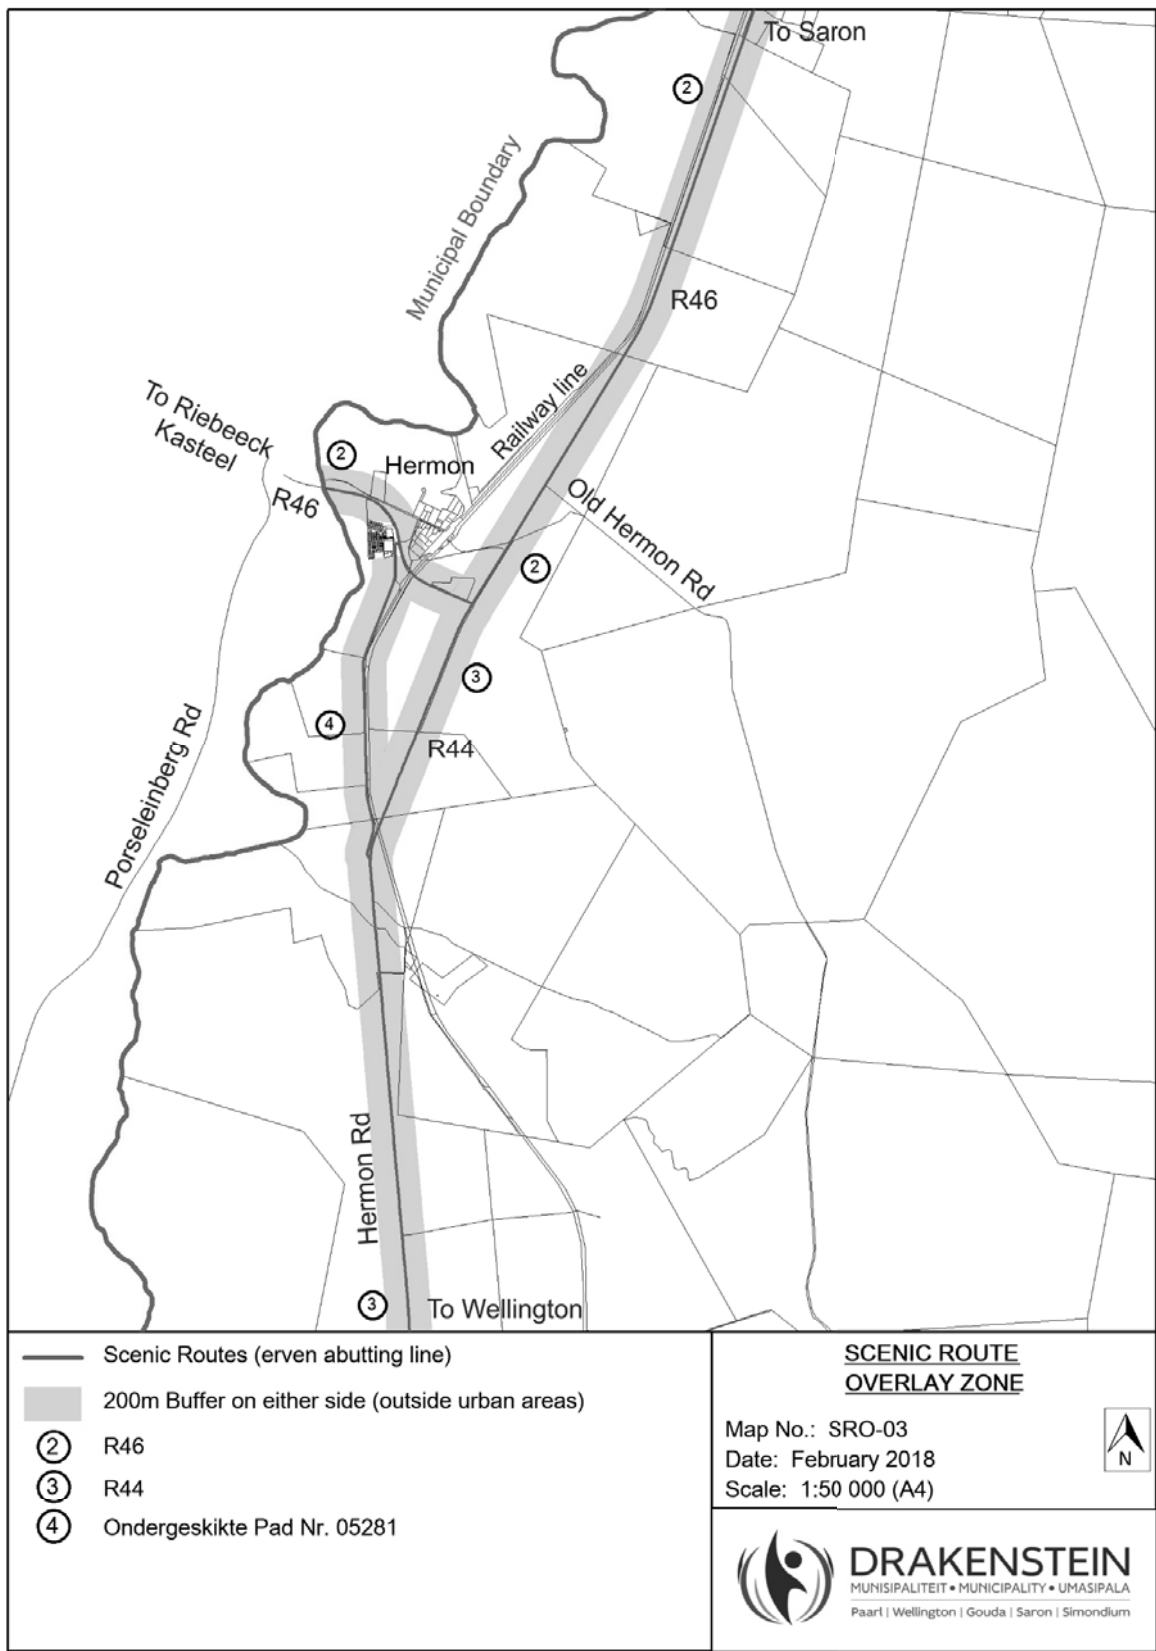 To Saron
2
Municipal Boundary
R46
Railway line
To Riebeeck
Kasteel
2
Hermon
R46
Old Hermon Rd
2
3
4
R44
Porseleinberg Rd
Hermon Rd
3
To Wellington
Scenic Routes (erven abutting line)
200m Buffer on either side (outside urban areas)
2 R46
3 R44
4 Ondergeskikte Pad Nr. 05281
SCENIC ROUTE
OVERLAY ZONE
Map No.: SRO-03
Date: February 2018
Scale: 1:50 000 (A4)
N
DRAKENSTEIN
MUNISIPALITEIT • MUNICIPALITY • UMASIPALA
Paarl | Wellington | Gouda | Saron | Simondium